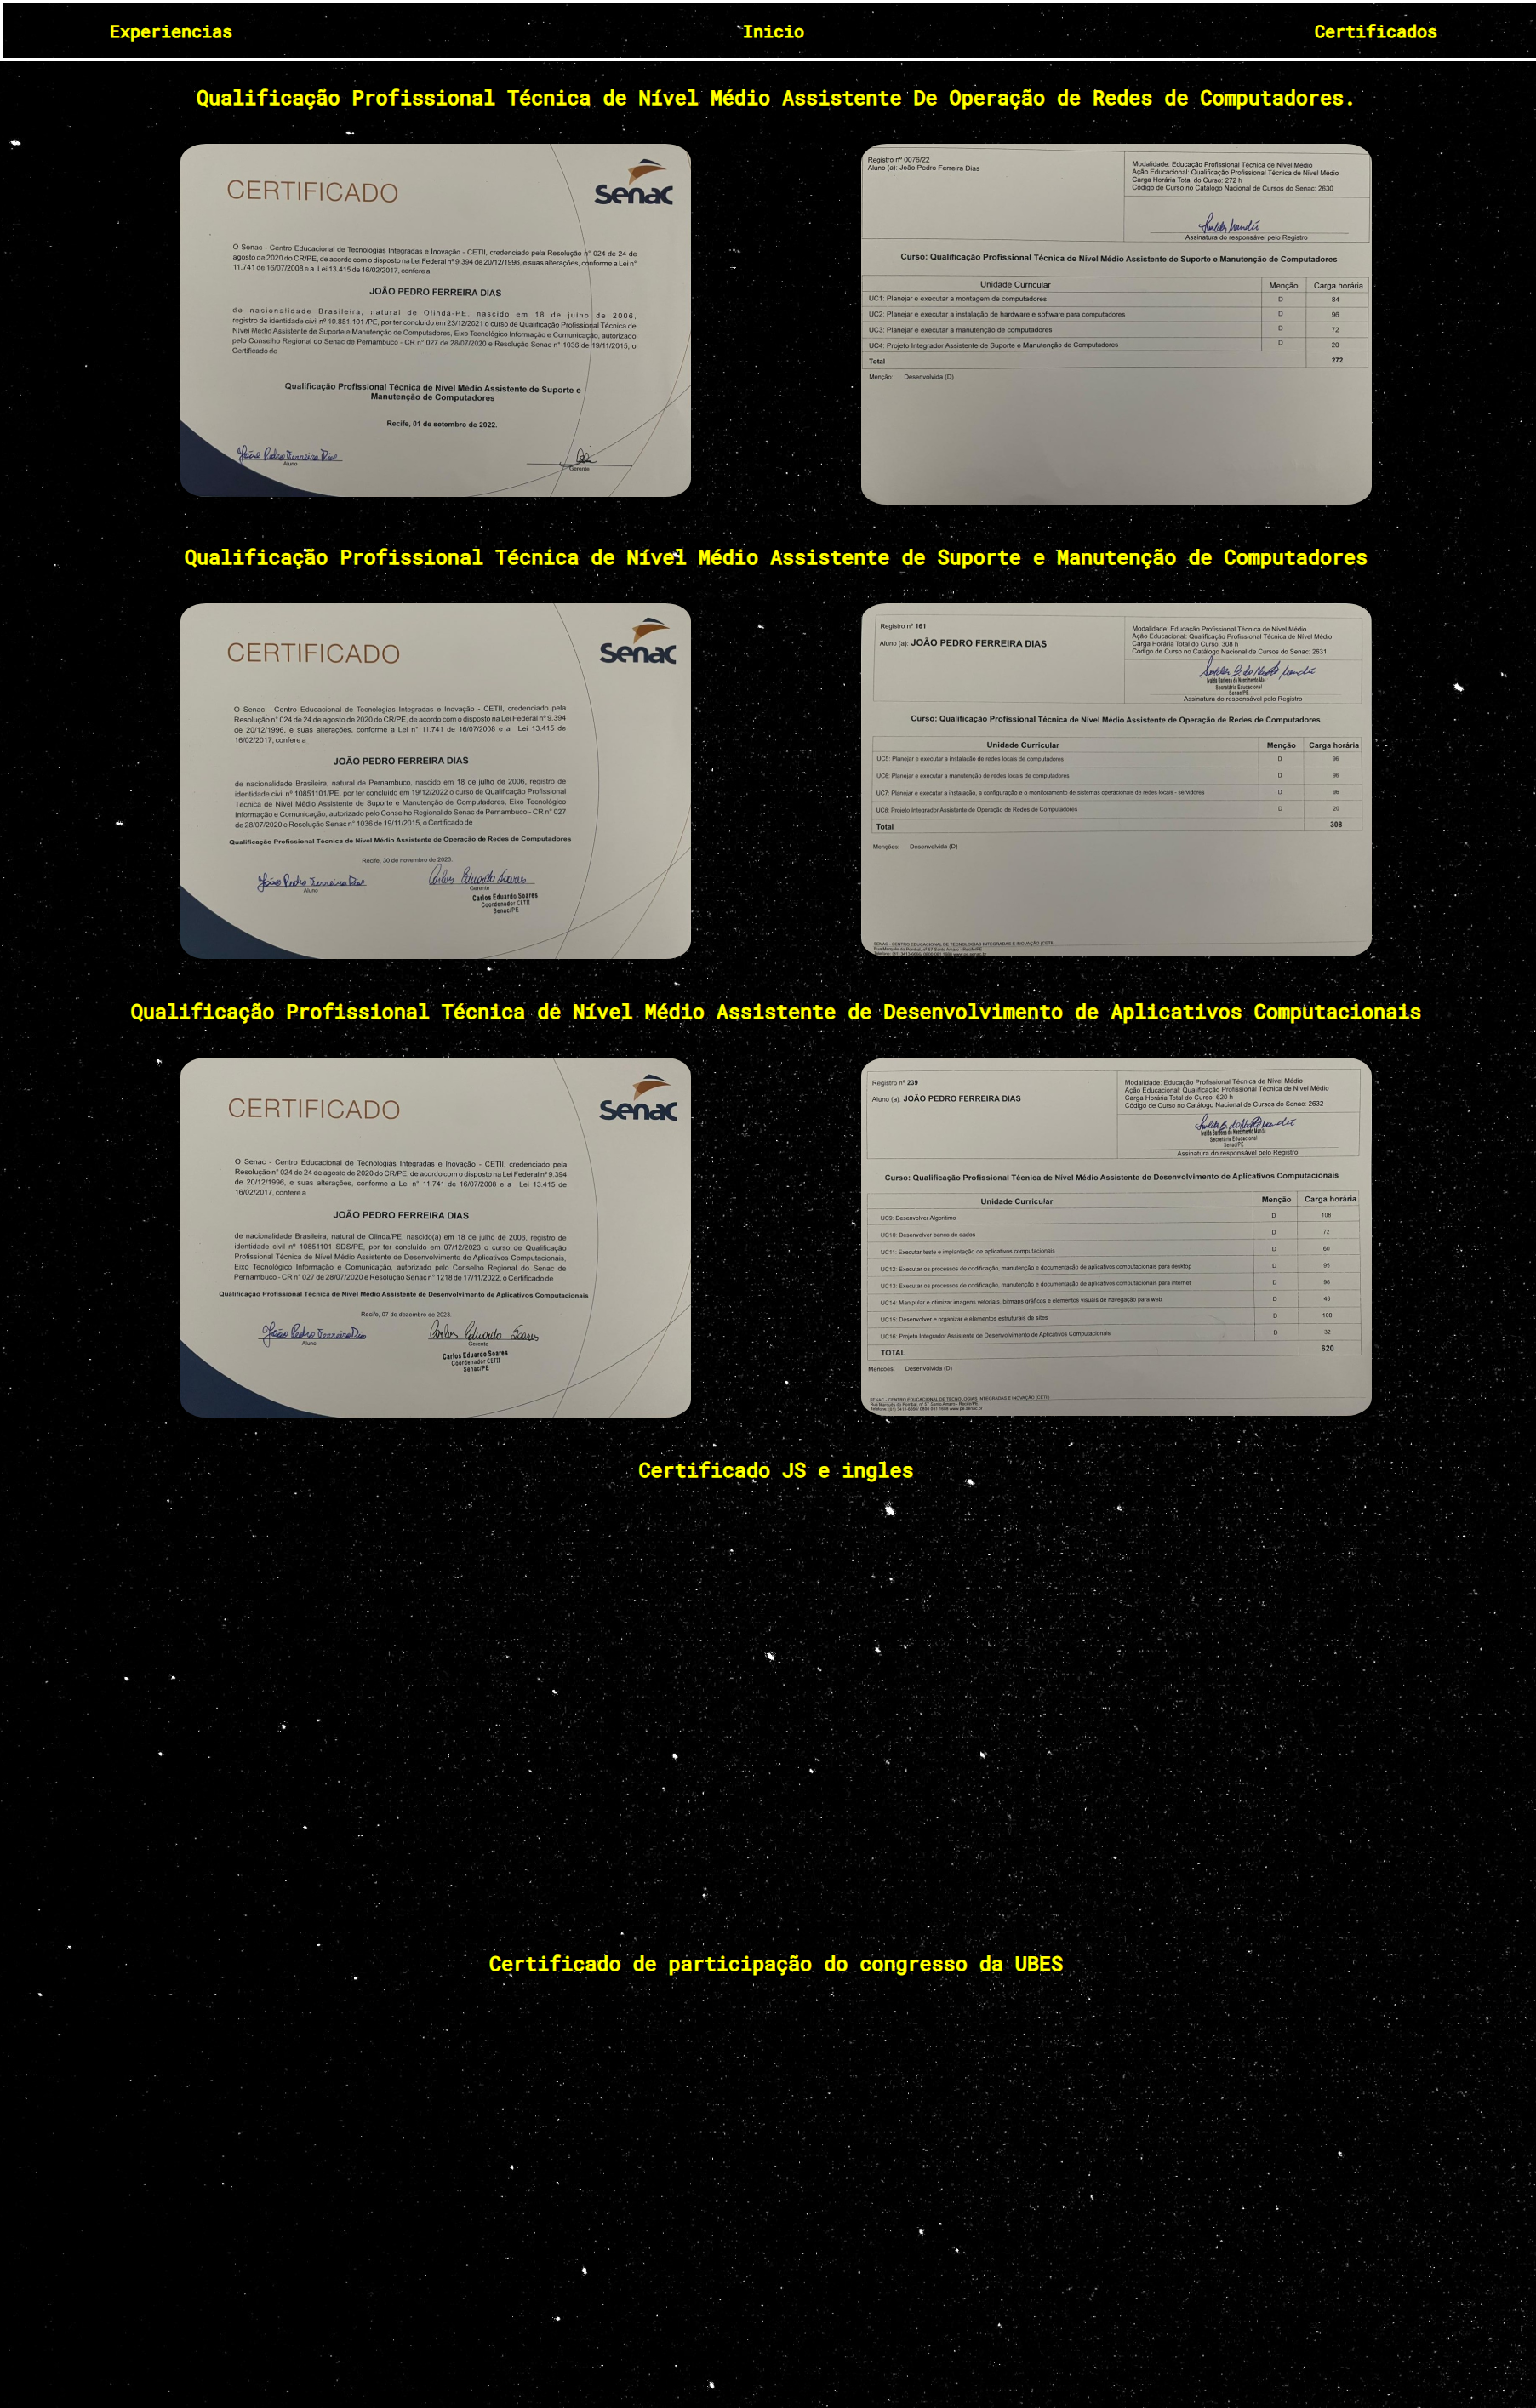 Experiencias
Inicio
Certificados
Qualificação Profissional Técnica de Nível Médio Assistente De Operação de Redes de Computadores.
CERTIFICADO
Senac
O Senac - Centro Educacional de Tecnologias Integradas e Inovação - CETII, credenciado pela Resolução n° 024 de 24 de
agosto de 2020 do CR/PE, de acordo com o disposto na Lei Federal nº 9.394 de 20/12/1996, e suas alterações, conforme a Lei n°
11.741 de 16/07/2008 e a Lei 13.415 de 16/02/2017, confere a
JOÃO PEDRO FERREIRA DIAS
de nacionalidade Brasileira, natural de Olinda-PE, nascido em 18 de julho de 2006,
registro de identidade civil nº 10.851.101 /PE, por ter concluído em 23/12/2021 o curso de Qualificação Profissional Técnica de
Nível Médio Assistente de Suporte e Manutenção de Computadores, Eixo Tecnológico Informação e Comunicação, autorizado
pelo Conselho Regional do Senac de Pernambuco - CR n° 027 de 28/07/2020 e Resolução Senac n° 1036 de 19/11/2015, o
Certificado de
Qualificação Profissional Técnica de Nível Médio Assistente de Suporte e
Manutenção de Computadores
Recife, 01 de setembro de 2022.
João Pedro Ferreira Dias
Aluno
Gerente
Registro nº 0076/22
Aluno (a): João Pedro Ferreira Dias
Modalidade: Educação Profissional Técnica de Nível Médio
Ação Educacional: Qualificação Profissional Técnica de Nível Médio
Carga Horária Total do Curso: 272 h
Código de Curso no Catálogo Nacional de Cursos do Senac: 2630
Assinatura do responsável pelo Registro
Curso: Qualificação Profissional Técnica de Nível Médio Assistente de Suporte e Manutenção de Computadores
Unidade Curricular Menção Carga horária
UC1: Planejar e executar a montagem de computadores D 84
UC2: Planejar e executar a instalação de hardware e software para computadores D 96
UC3: Planejar e executar a manutenção de computadores D 72
UC4: Projeto Integrador Assistente de Suporte e Manutenção de Computadores D 20
Total 272
Menção: Desenvolvida (D)
Qualificação Profissional Técnica de Nível Médio Assistente de Suporte e Manutenção de Computadores
CERTIFICADO
Senac
O Senac - Centro Educacional de Tecnologias Integradas e Inovação - CETII, credenciado pela
Resolução n° 024 de 24 de agosto de 2020 do CR/PE, de acordo com o disposto na Lei Federal nº 9.394
de 20/12/1996, e suas alterações, conforme a Lei n° 11.741 de 16/07/2008 e a Lei 13.415 de
16/02/2017, confere a
JOÃO PEDRO FERREIRA DIAS
de nacionalidade Brasileira, natural de Pernambuco, nascido em 18 de julho de 2006, registro de
identidade civil nº 10851101/PE, por ter concluído em 19/12/2022 o curso de Qualificação Profissional
Técnica de Nível Médio Assistente de Suporte e Manutenção de Computadores, Eixo Tecnológico
Informação e Comunicação, autorizado pelo Conselho Regional do Senac de Pernambuco - CR n° 027
de 28/07/2020 e Resolução Senac n° 1036 de 19/11/2015, o Certificado de
Qualificação Profissional Técnica de Nível Médio Assistente de Operação de Redes de Computadores
Recife, 30 de novembro de 2023.
João Pedro Ferreira Dias
Aluno
Carlos Eduardo Soares
Gerente
Carlos Eduardo Soares
Coordenador CETII
Senac/PE
Registro nº 161
Aluno (a): JOÃO PEDRO FERREIRA DIAS
Modalidade: Educação Profissional Técnica de Nível Médio
Ação Educacional: Qualificação Profissional Técnica de Nível Médio
Carga Horária Total do Curso: 308 h
Código de Curso no Catálogo Nacional de Cursos do Senac: 2631
Secretária Educacional
Senac/PE
Assinatura do responsável pelo Registro
Curso: Qualificação Profissional Técnica de Nível Médio Assistente de Operação de Redes de Computadores
Unidade Curricular Menção Carga horária
UC5: Planejar e executar a instalação de redes locais de computadores D 96
UC6: Planejar e executar a manutenção de redes locais de computadores D 96
UC7: Planejar e executar a instalação, a configuração e o monitoramento de sistemas operacionais de redes locais - servidores D 96
UC8: Projeto Integrador Assistente de Operação de Redes de Computadores D 20
Total 308
Menções: Desenvolvida (D)
SENAC - CENTRO EDUCACIONAL DE TECNOLOGIAS INTEGRADAS E INOVAÇÃO (CETII)
Qualificação Profissional Técnica de Nível Médio Assistente de Desenvolvimento de Aplicativos Computacionais
CERTIFICADO
Senac
O Senac - Centro Educacional de Tecnologias Integradas e Inovação - CETII, credenciado pela
Resolução n° 024 de 24 de agosto de 2020 do CR/PE, de acordo com o disposto na Lei Federal nº 9.394
de 20/12/1996, e suas alterações, conforme a Lei n° 11.741 de 16/07/2008 e a Lei 13.415 de
16/02/2017, confere a
JOÃO PEDRO FERREIRA DIAS
de nacionalidade Brasileira, natural de Olinda/PE, nascido(a) em 18 de julho de 2006, registro de
identidade civil nº 10851101 SDS/PE, por ter concluído em 07/12/2023 o curso de Qualificação
Profissional Técnica de Nível Médio Assistente de Desenvolvimento de Aplicativos Computacionais,
Eixo Tecnológico Informação e Comunicação, autorizado pelo Conselho Regional do Senac de
Pernambuco - CR n° 027 de 28/07/2020 e Resolução Senac n° 1218 de 17/11/2022, o Certificado de
Qualificação Profissional Técnica de Nível Médio Assistente de Desenvolvimento de Aplicativos Computacionais
Recife, 07 de dezembro de 2023.
João Pedro Ferreira Dias
Aluno
Carlos Eduardo Soares
Gerente
Carlos Eduardo Soares
Coordenador CETII
Senac/PE
Registro nº 239
Aluno (a): JOÃO PEDRO FERREIRA DIAS
Modalidade: Educação Profissional Técnica de Nível Médio
Ação Educacional: Qualificação Profissional Técnica de Nível Médio
Carga Horária Total do Curso: 620 h
Código de Curso no Catálogo Nacional de Cursos do Senac: 2632
Secretária Educacional
Senac/PE
Assinatura do responsável pelo Registro
Curso: Qualificação Profissional Técnica de Nível Médio Assistente de Desenvolvimento de Aplicativos Computacionais
Unidade Curricular Menção Carga horária
UC9: Desenvolver Algoritmo D 108
UC10: Desenvolver banco de dados D 72
UC11: Executar teste e implantação de aplicativos computacionais D 60
UC12: Executar os processos de codificação, manutenção e documentação de aplicativos computacionais para desktop D
UC13: Executar os processos de codificação, manutenção e documentação de aplicativos computacionais para internet D 96
UC14: Manipular e otimizar imagens vetoriais, bitmaps gráficos e elementos visuais de navegação para web D 48
UC15: Desenvolver e organizar e elementos estruturais de sites D 108
UC16: Projeto Integrador Assistente de Desenvolvimento de Aplicativos Computacionais D 32
TOTAL 620
Menções: Desenvolvida (D)
SENAC - CENTRO EDUCACIONAL DE TECNOLOGIAS INTEGRADAS E INOVAÇÃO (CETII)
Certificado JS e ingles
Certificado de participação do congresso da UBES